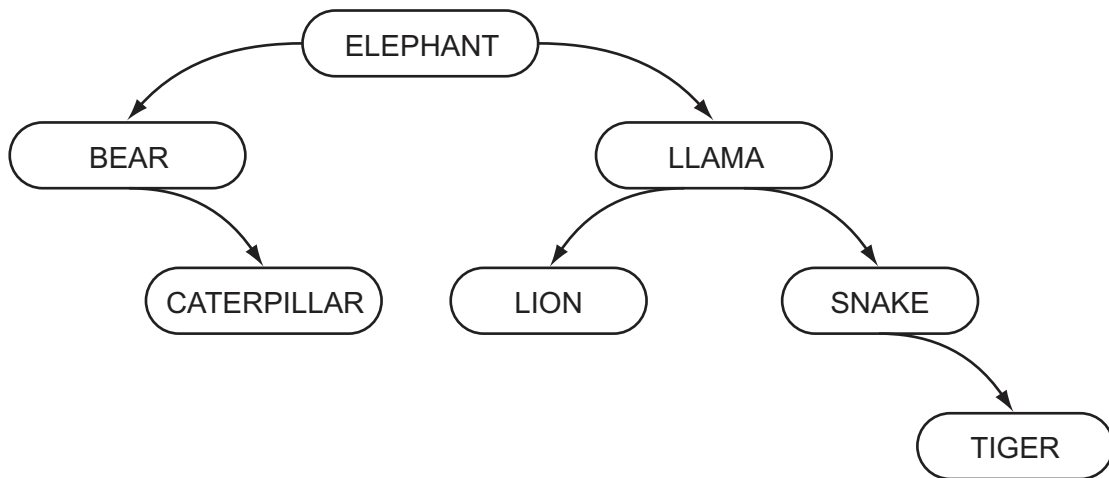 ELEPHANT
BEAR
LLAMA
CATERPILLAR
LION
SNAKE
TIGER